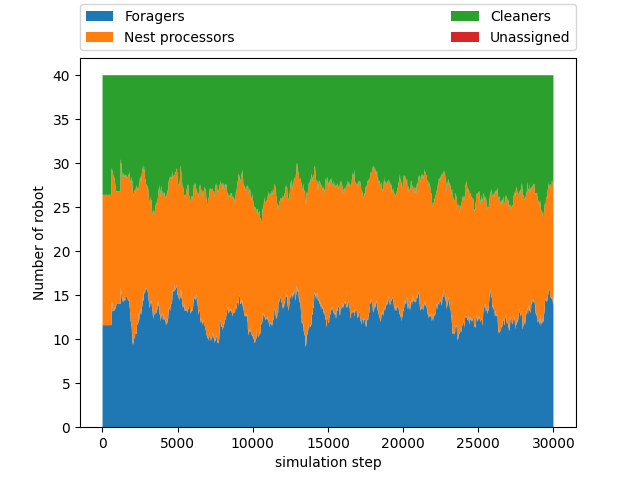 Foragers
Nest processors
Cleaners
Unassigned
40
35
30
25
20
15
10
5
0
Number of robot
0 5000 10000 15000 20000 25000 30000
simulation step